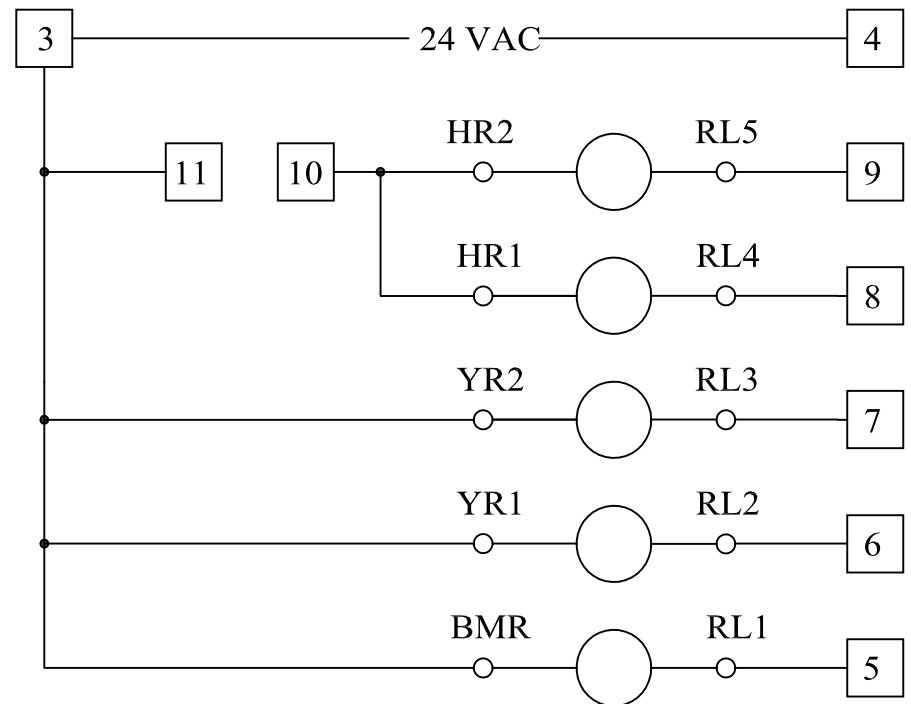 3 24 VAC 4
HR2 RL5
11 10 9
HR1 RL4
8
YR2 RL3
7
YR1 RL2
6
BMR RL1
5